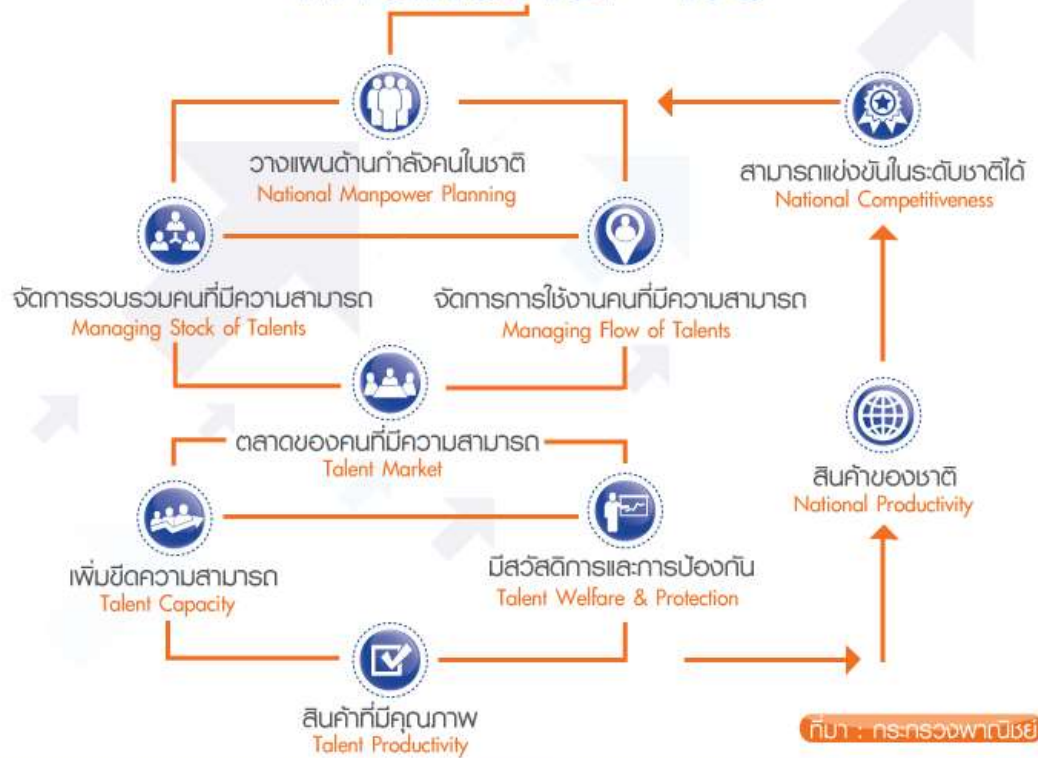 วางแผนด้านกำลังคนในชาติ
National Manpower Planning
สามารถแข่งขันในระดับชาติได้
National Competitiveness
จัดการรวบรวมคนที่มีความสามารถ
Managing Stock of Talents
จัดการการใช้งานคนที่มีความสามารถ
Managing Flow of Talents
ตลาดของคนที่มีความสามารถ
Talent Market
สินค้าของชาติ
National Productivity
เพิ่มขีดความสามารถ
Talent Capacity
มีสวัสดิการและการป้องกัน
Talent Welfare & Protection
สินค้าที่มีคุณภาพ
Talent Productivity
ที่มา : กระทรวงพาณิชย์